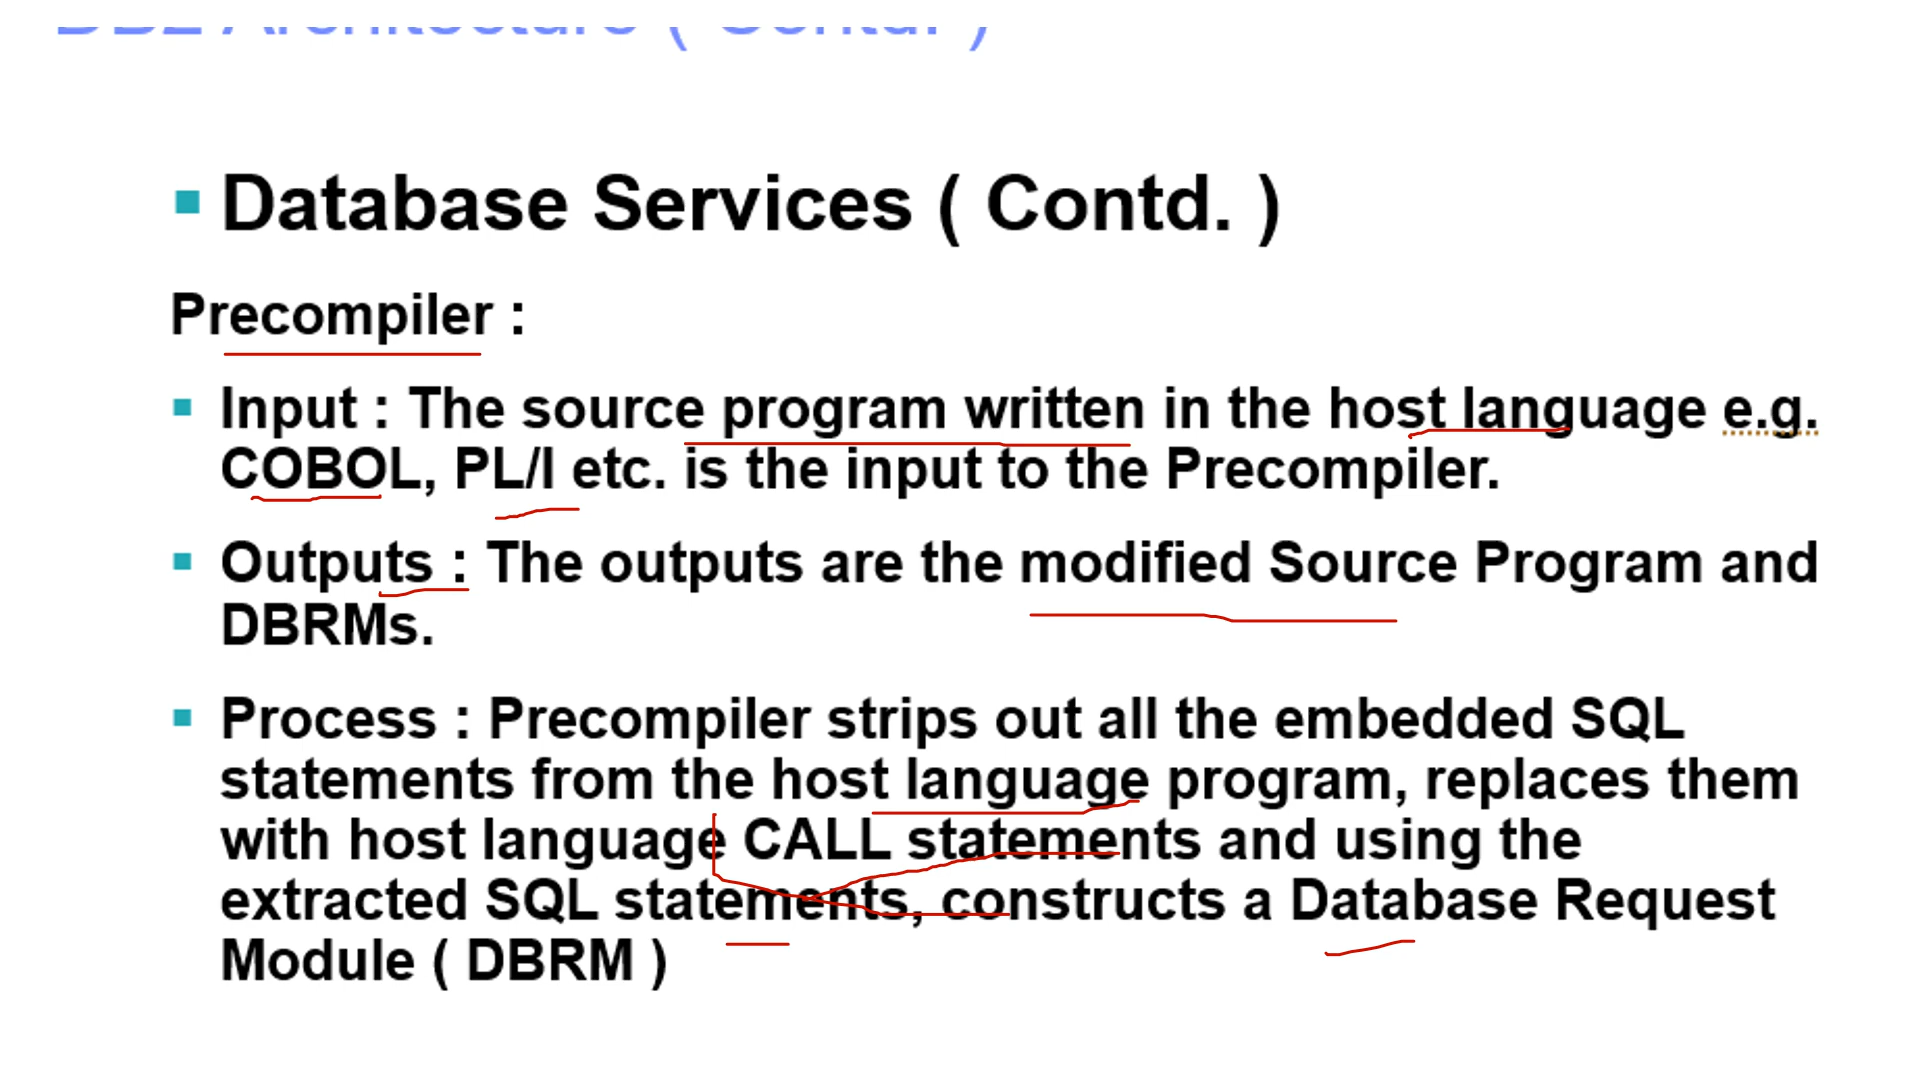 DB2 Architecture ( Contd. )
Database Services ( Contd. )
Precompiler :
Input : The source program written in the host language e.g.
COBOL, PL/I etc. is the input to the Precompiler.
Outputs : The outputs are the modified Source Program and
DBRMs.
Process : Precompiler strips out all the embedded SQL
statements from the host language program, replaces them
with host language CALL statements and using the
extracted SQL statements, constructs a Database Request
Module ( DBRM )